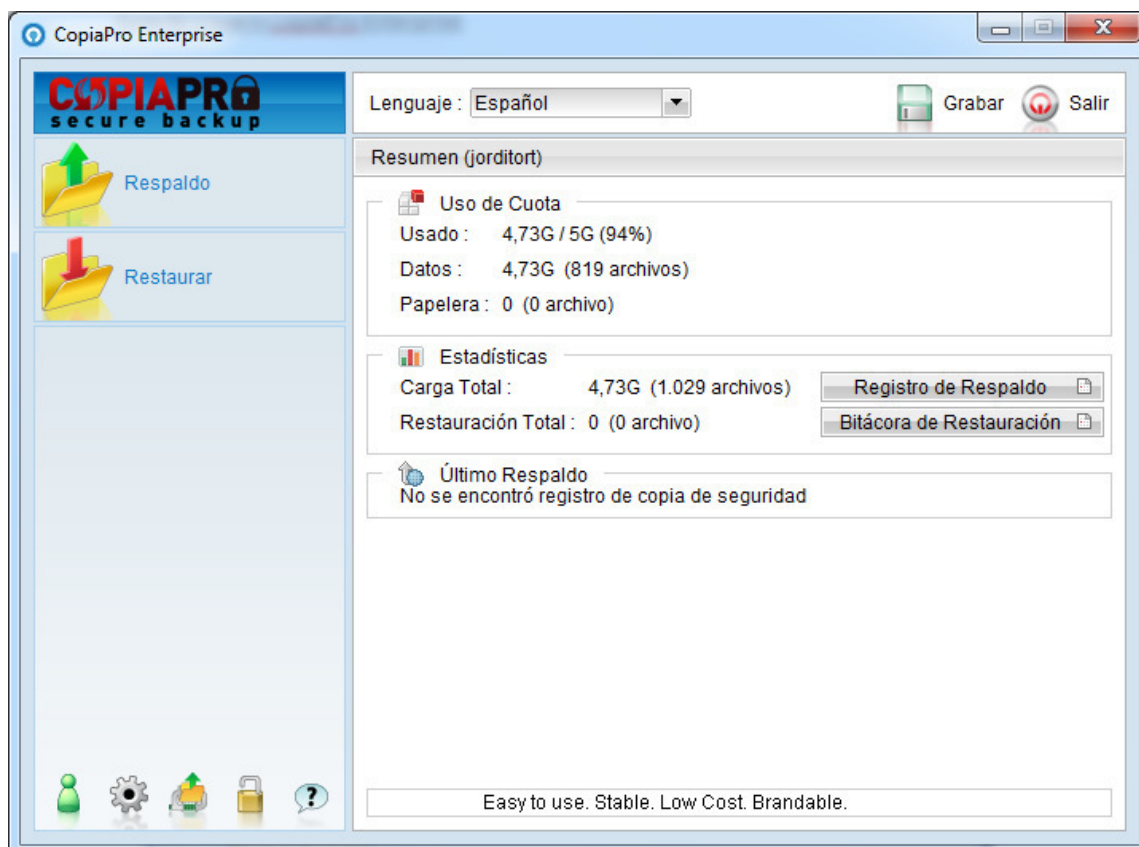 CopiaPro Enterprise
COPIAPRO
secure backup
Lenguaje : Español
Grabar
Salir
Respaldo
Restaurar
Resumen (jorditort)
Uso de Cuota
Usado : 4,73G / 5G (94%)
Datos : 4,73G (819 archivos)
Papelera : 0 (0 archivo)
Estadísticas
Carga Total : 4,73G (1.029 archivos)
Registro de Respaldo
Restauración Total : 0 (0 archivo)
Bitácora de Restauración
Último Respaldo
No se encontró registro de copia de seguridad
Easy to use. Stable. Low Cost. Brandable.